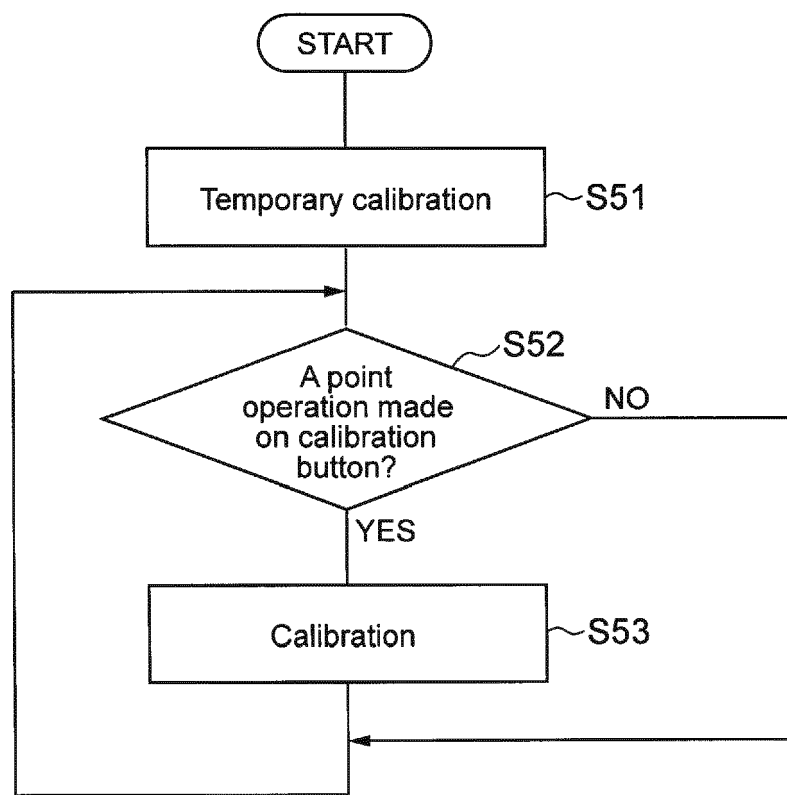 START
Temporary calibration
S51
S52
A point
operation made
on calibration
button?
NO
YES
Calibration
S53